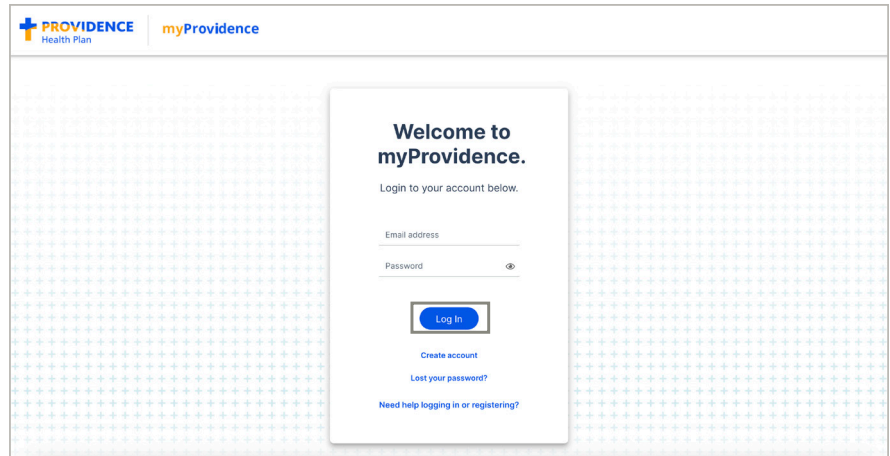 PROVIDENCE
Health Plan
myProvidence
Welcome to
myProvidence.
Login to your account below.
Email address
Password
Log In
Create account
Lost your password?
Need help logging in or registering?